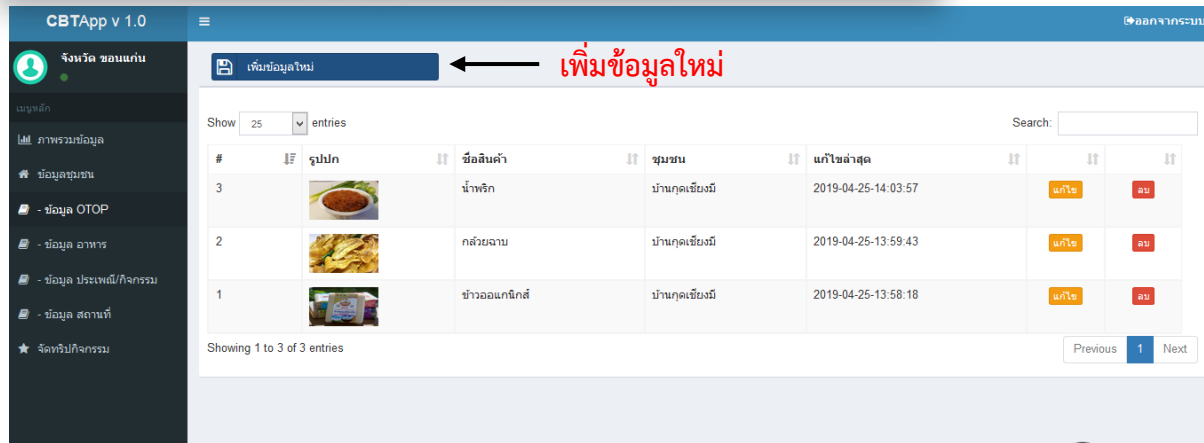 CBTApp v 1.0
ออกจากระบบ
จังหวัด ขอนแก่น
เพิ่มข้อมูลใหม่
เพิ่มข้อมูลใหม่
เมนูหลัก
ภาพรวมข้อมูล
ข้อมูลชุมชน
- ข้อมูล OTOP
- ข้อมูล อาหาร
- ข้อมูล ประเพณี/กิจกรรม
- ข้อมูล สถานที่
จัดทริปกิจกรรม
Show 25 entries
Search:
# รูปปก ชื่อสินค้า ชุมชน แก้ไขล่าสุด
3 น้ำพริก บ้านกุดเชียงมี 2019-04-25-14:03:57 แก้ไข ลบ
2 กล้วยฉาบ บ้านกุดเชียงมี 2019-04-25-13:59:43 แก้ไข ลบ
1 ข้าวออแกนิกส์ บ้านกุดเชียงมี 2019-04-25-13:58:18 แก้ไข ลบ
Showing 1 to 3 of 3 entries
Previous 1 Next